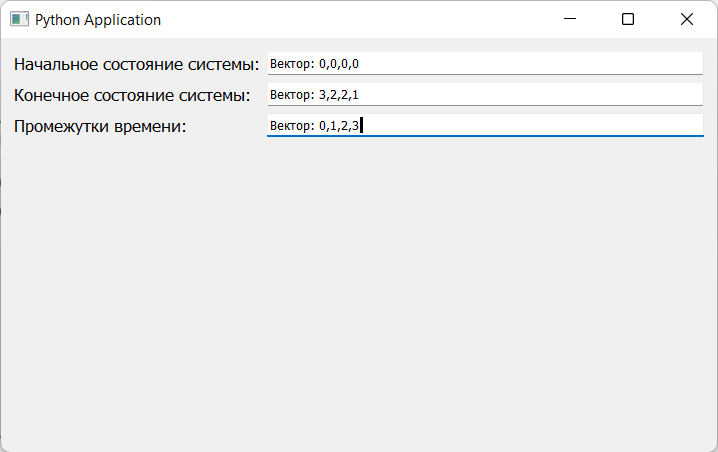 Python Application
Начальное состояние системы: Вектор: 0,0,0,0
Конечное состояние системы: Вектор: 3,2,2,1
Промежутки времени: Вектор: 0,1,2,3